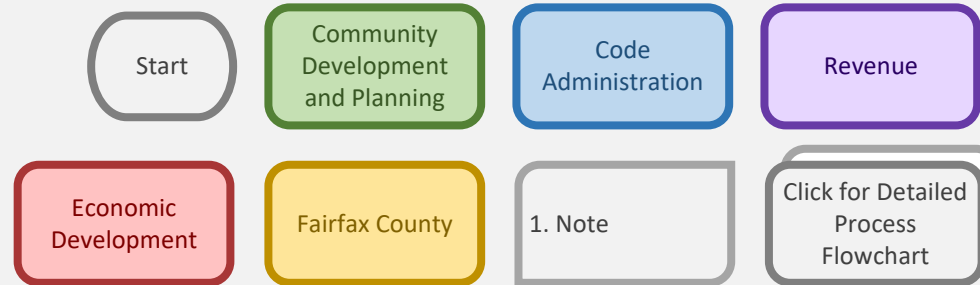 Start
Community
Development
and Planning
Code
Administration
Revenue
Economic
Development
Fairfax County
1. Note
Click for Detailed
Process
Flowchart